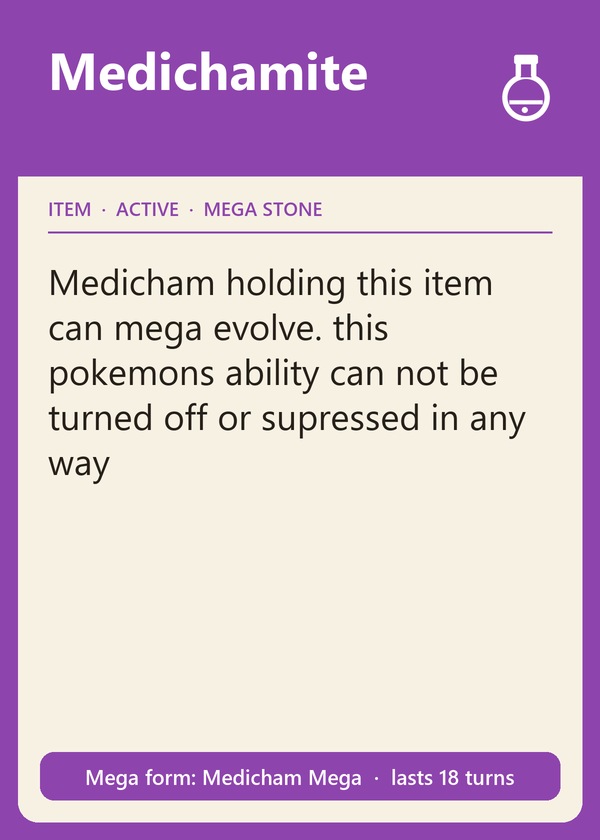 Medichamite
ITEM · ACTIVE · MEGA STONE
Medicham holding this item
can mega evolve. this
pokemons ability can not be
turned off or supressed in any
way
Mega form: Medicham Mega · lasts 18 turns